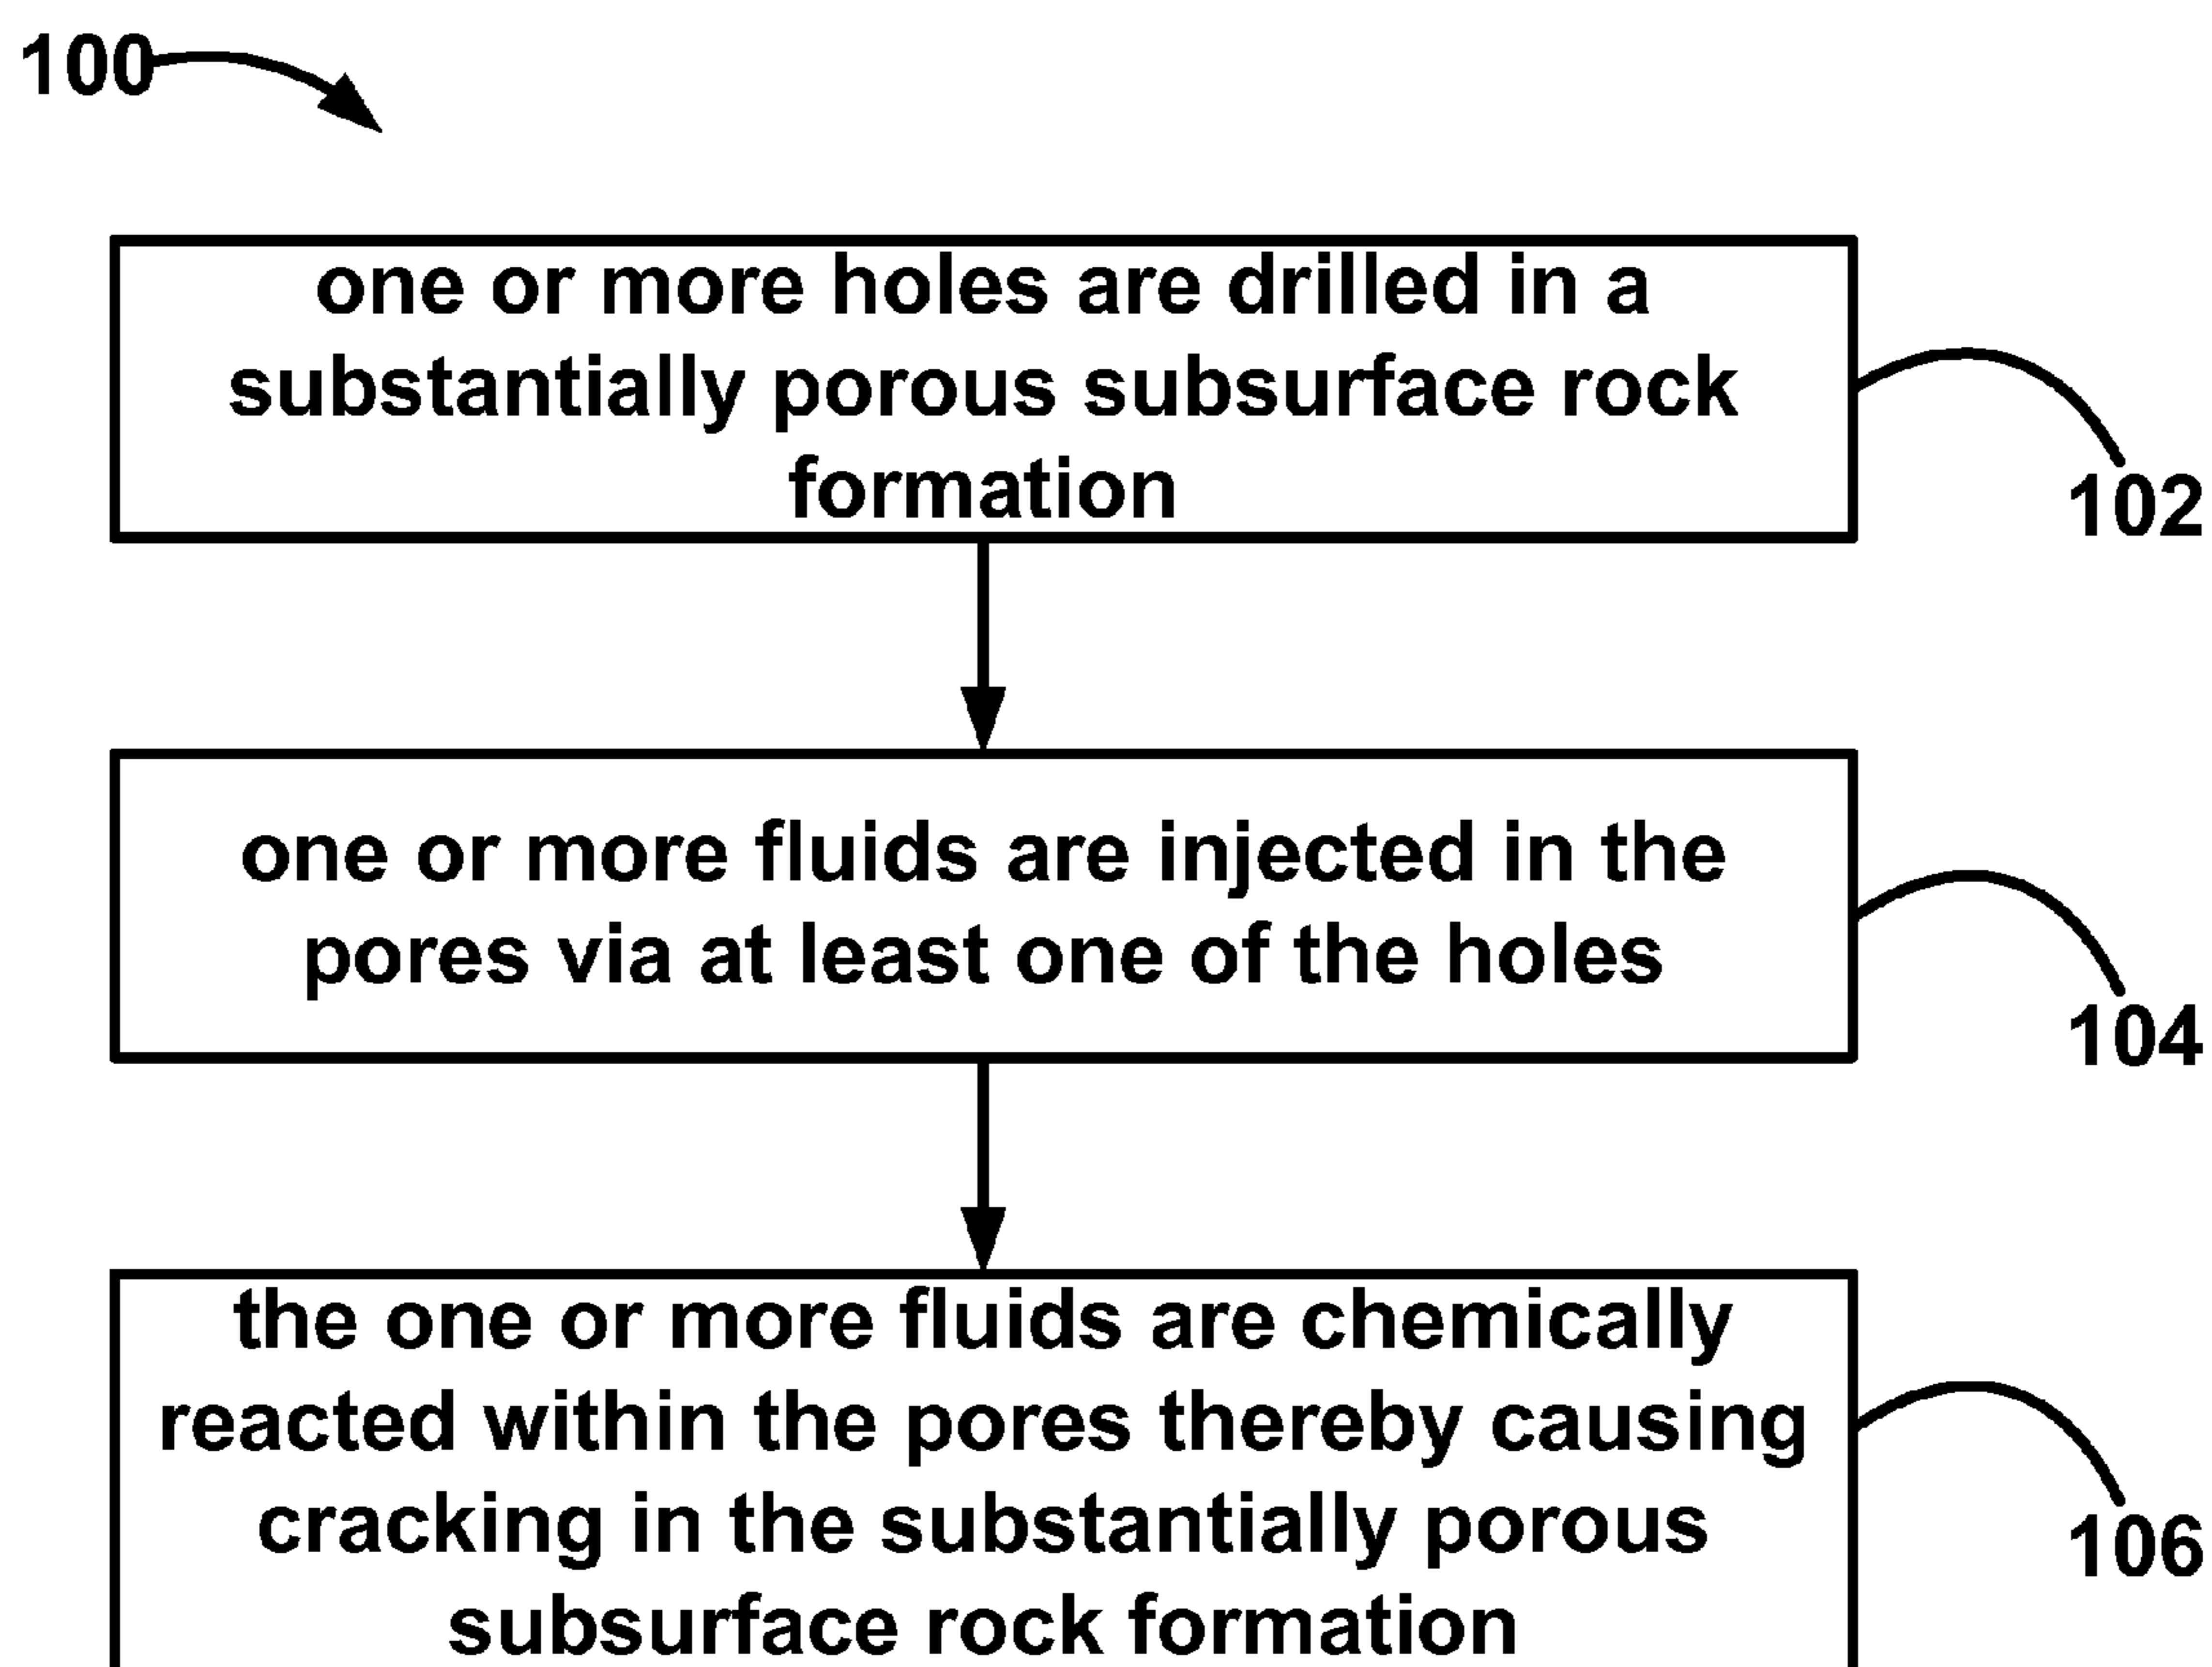 100
one or more holes are drilled in a
substantially porous subsurface rock
formation
102
one or more fluids are injected in the
pores via at least one of the holes
104
the one or more fluids are chemically
reacted within the pores thereby causing
cracking in the substantially porous
subsurface rock formation
106